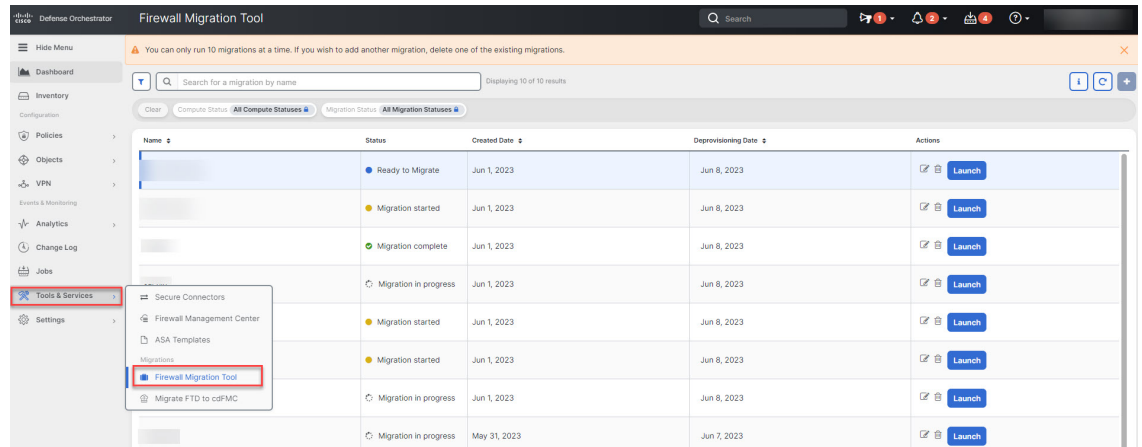 cisco Defense Orchestrator
Firewall Migration Tool
Search
1
2
4
Hide Menu
You can only run 10 migrations at a time. If you wish to add another migration, delete one of the existing migrations.
Dashboard
Search for a migration by name
Displaying 10 of 10 results
Inventory
Clear
Compute Status All Compute Statuses
Migration Status All Migration Statuses
Configuration
Policies
Objects
VPN
Events & Monitoring
Analytics
Change Log
Jobs
Tools & Services
Settings
Name Status Created Date Deprovisioning Date Actions
Ready to Migrate Jun 1, 2023 Jun 8, 2023 Launch
Migration started Jun 1, 2023 Jun 8, 2023 Launch
Migration complete Jun 1, 2023 Jun 8, 2023 Launch
Migration in progress Jun 1, 2023 Jun 8, 2023 Launch
Migration started Jun 1, 2023 Jun 8, 2023 Launch
Migration started Jun 1, 2023 Jun 8, 2023 Launch
Migration in progress Jun 1, 2023 Jun 8, 2023 Launch
Migration in progress May 31, 2023 Jun 7, 2023 Launch
Secure Connectors
Firewall Management Center
ASA Templates
Migrations
Firewall Migration Tool
Migrate FTD to cdFMC